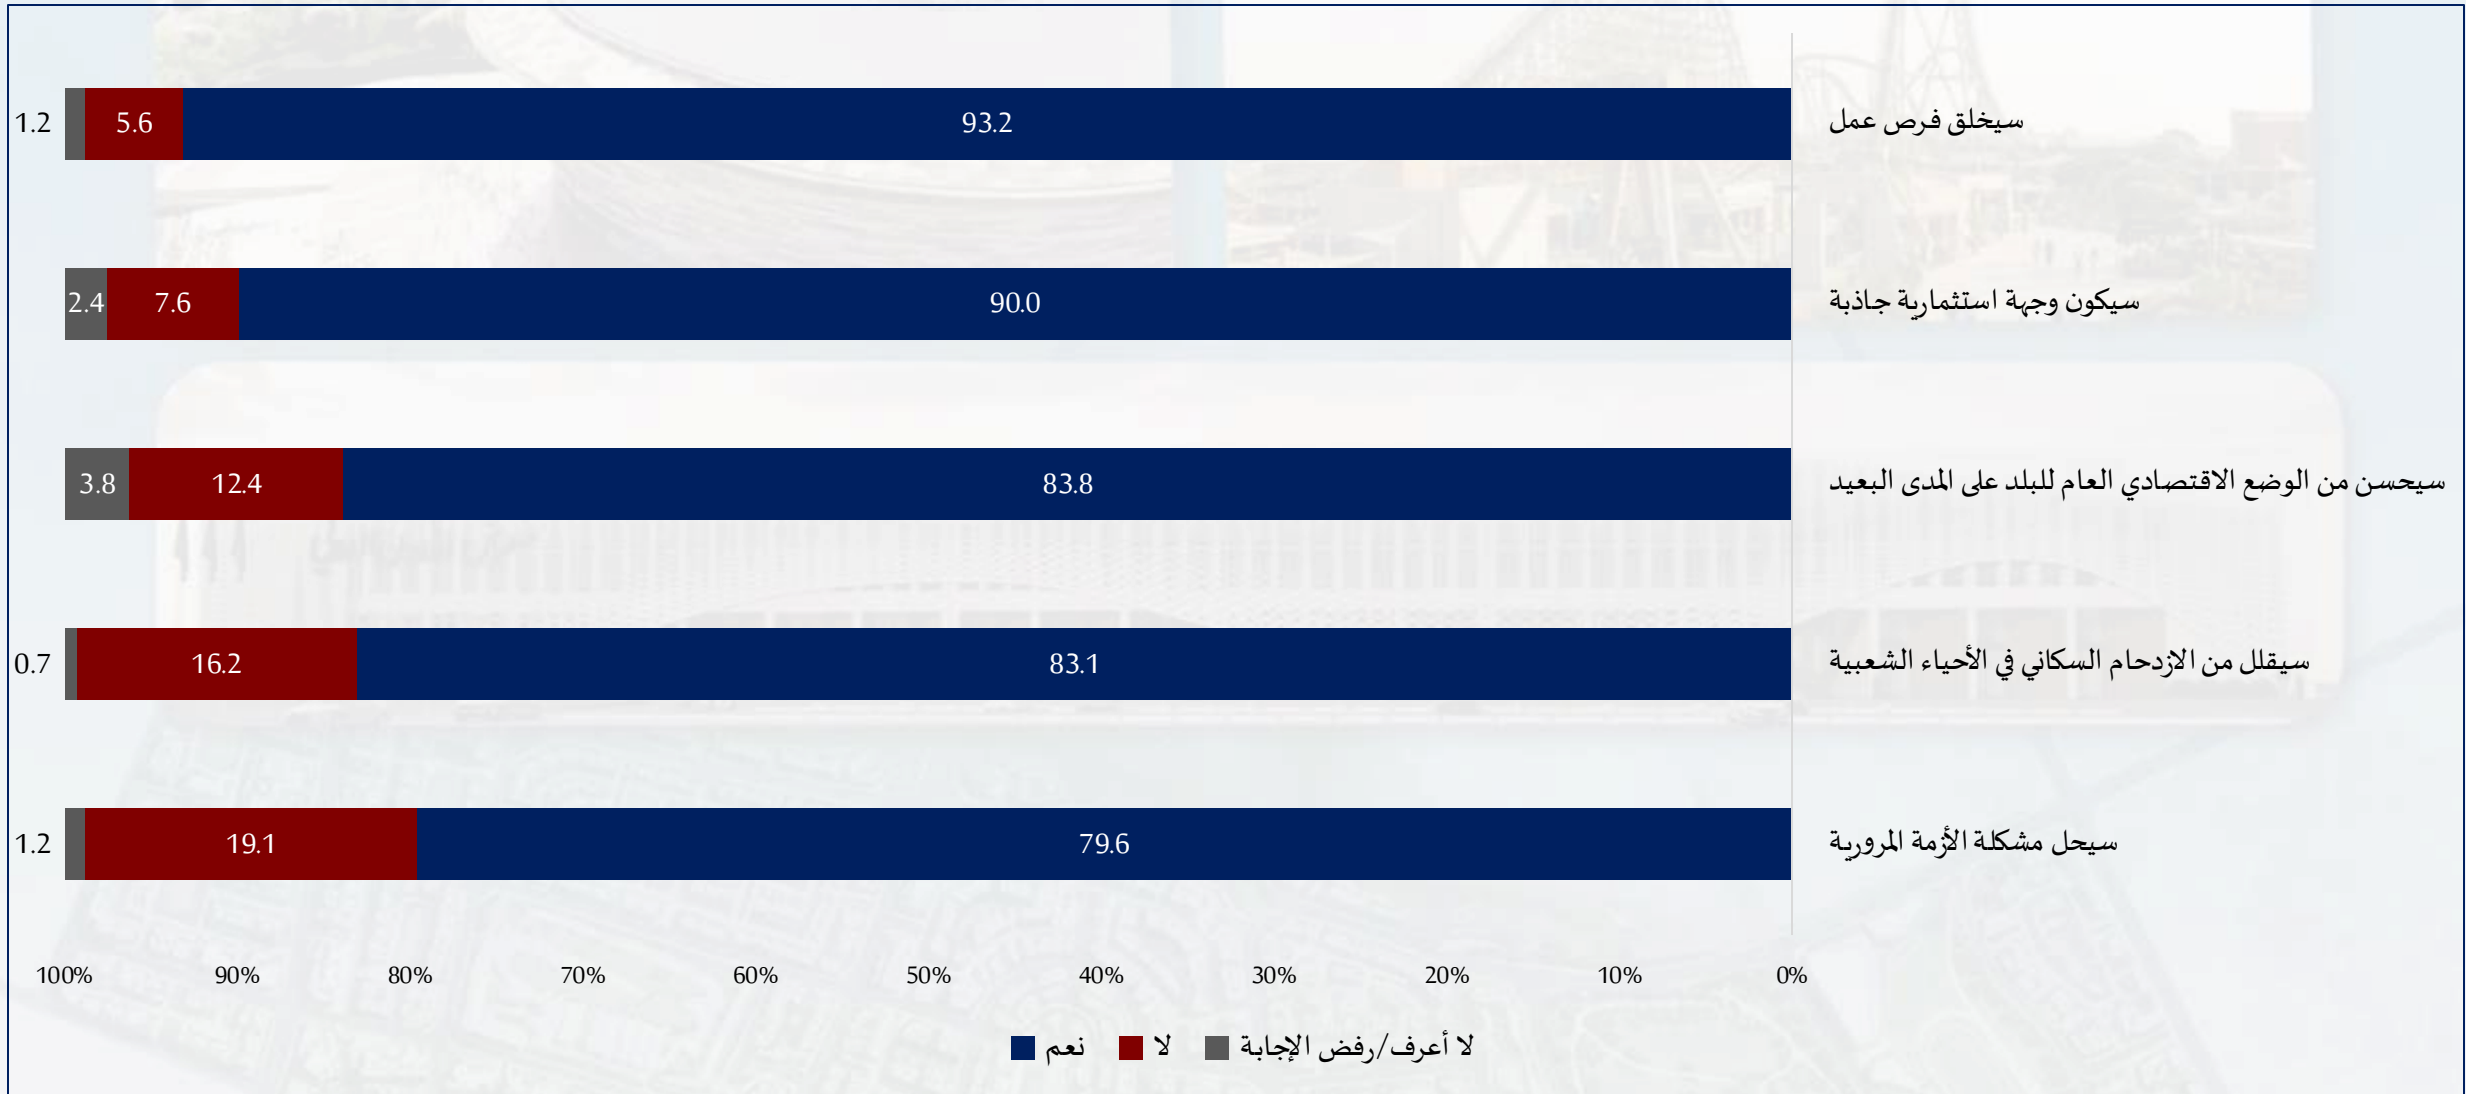 سيخلق فرص عمل
93.2
5.6
1.2
سيكون وجهة استثمارية جاذبة
90.0
7.6
2.4
سيحسن من الوضع الاقتصادي العام للبلد على المدى البعيد
83.8
12.4
3.8
سيقلل من الازدحام السكاني في الأحياء الشعبية
83.1
16.2
0.7
سيحل مشكلة الأزمة المرورية
79.6
19.1
1.2
0% 10% 20% 30% 40% 50% 60% 70% 80% 90% 100%
لا أعرف/رفض الإجابة لا نعم